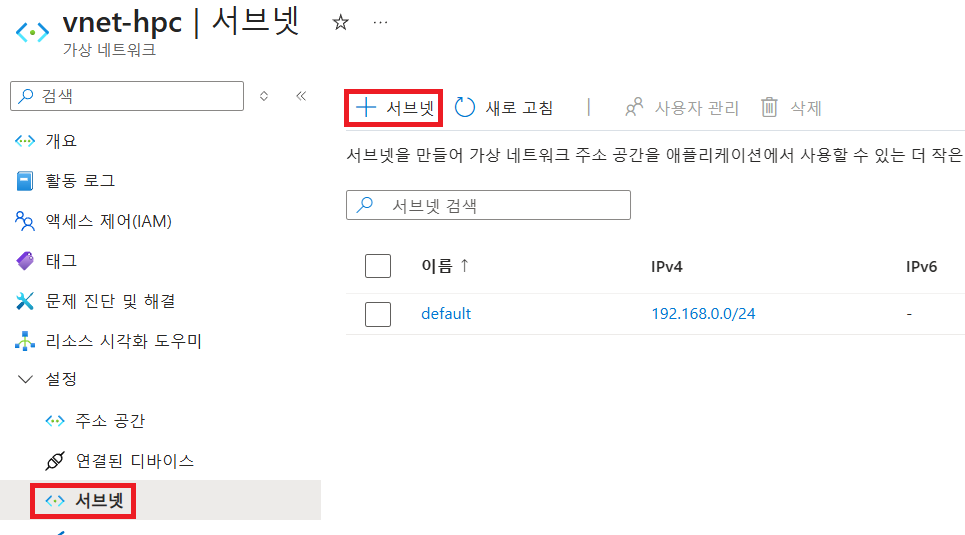 vnet-hpc | 서브넷
가상 네트워크
검색
개요
활동 로그
액세스 제어(IAM)
태그
문제 진단 및 해결
리소스 시각화 도우미
설정
주소 공간
연결된 디바이스
서브넷
서브넷 새로 고침 사용자 관리 삭제
서브넷을 만들어 가상 네트워크 주소 공간을 애플리케이션에서 사용할 수 있는 더 작은
서브넷 검색
이름 ↑ IPv4 IPv6
default 192.168.0.0/24 -